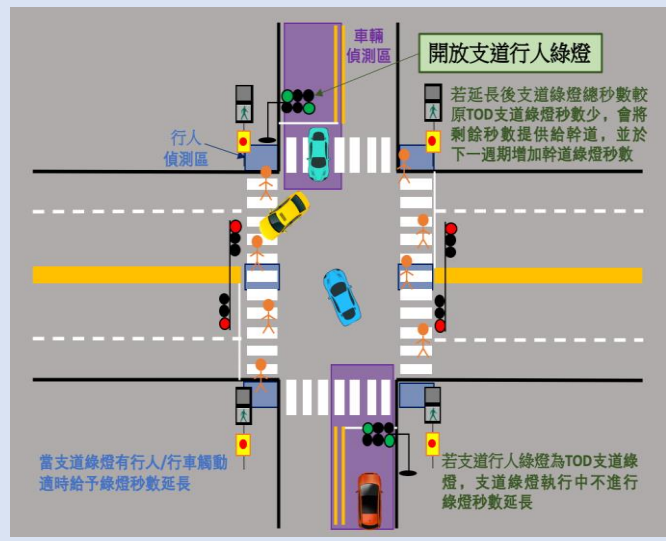 車輛
偵測區
開放支道行人綠燈
若延長後支道綠燈總秒數較
原TOD支道綠燈秒數少，會將
剩餘秒數提供給幹道，並於
下一週期增加幹道綠燈秒數
行人
偵測區
當支道綠燈有行人/行車觸動
適時給予綠燈秒數延長
若支道行人綠燈為TOD支道綠
燈，支道綠燈執行中不進行
綠燈秒數延長